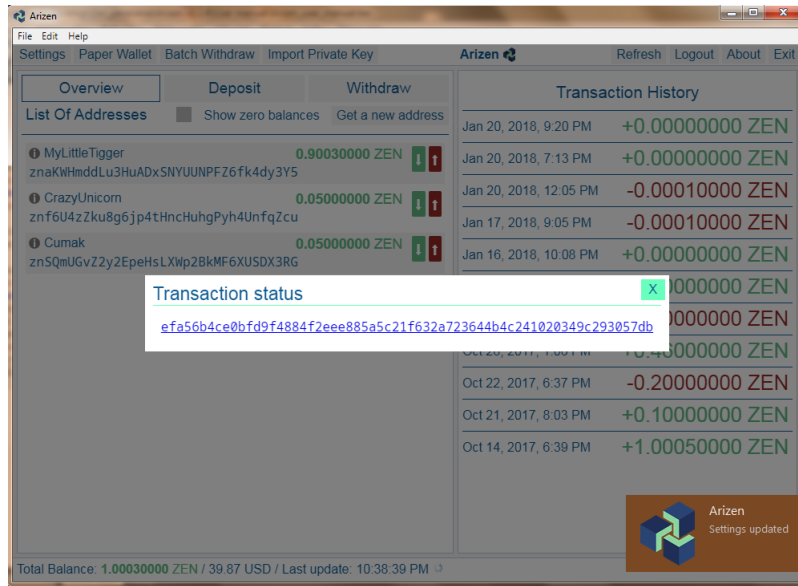 Arizen
File Edit Help
Settings Paper Wallet Batch Withdraw Import Private Key Arizen Refresh Logout About Exit
Overview Deposit Withdraw
List Of Addresses Show zero balances Get a new address
MyLittleTigger 0.90030000 ZEN
znaKWHmddLu3HuADxSNYUUNPFZ6fk4dy3Y5
CrazyUnicorn 0.05000000 ZEN
znf6U4zZku8g6jp4tHncHuhgPyh4UnfqZcu
Cumak 0.05000000 ZEN
znSQmUGvZ2y2EpeHsLXWp2BkMF6XUSDX3RG
Transaction History
Jan 20, 2018, 9:20 PM +0.00000000 ZEN
Jan 20, 2018, 7:13 PM +0.00000000 ZEN
Jan 20, 2018, 12:05 PM -0.00010000 ZEN
Jan 17, 2018, 9:05 PM -0.00010000 ZEN
Jan 16, 2018, 10:08 PM +0.00000000 ZEN
ZEN
ZEN
ZEN
Oct 22, 2017, 6:37 PM -0.20000000 ZEN
Oct 21, 2017, 8:03 PM +0.10000000 ZEN
Oct 14, 2017, 6:39 PM +1.00050000 ZEN
Transaction status X
efa56b4ce0bfd9f4884f2eee885a5c21f632a723644b4c241020349c293057db
Arizen
Settings updated
Total Balance: 1.00030000 ZEN / 39.87 USD / Last update: 10:38:39 PM